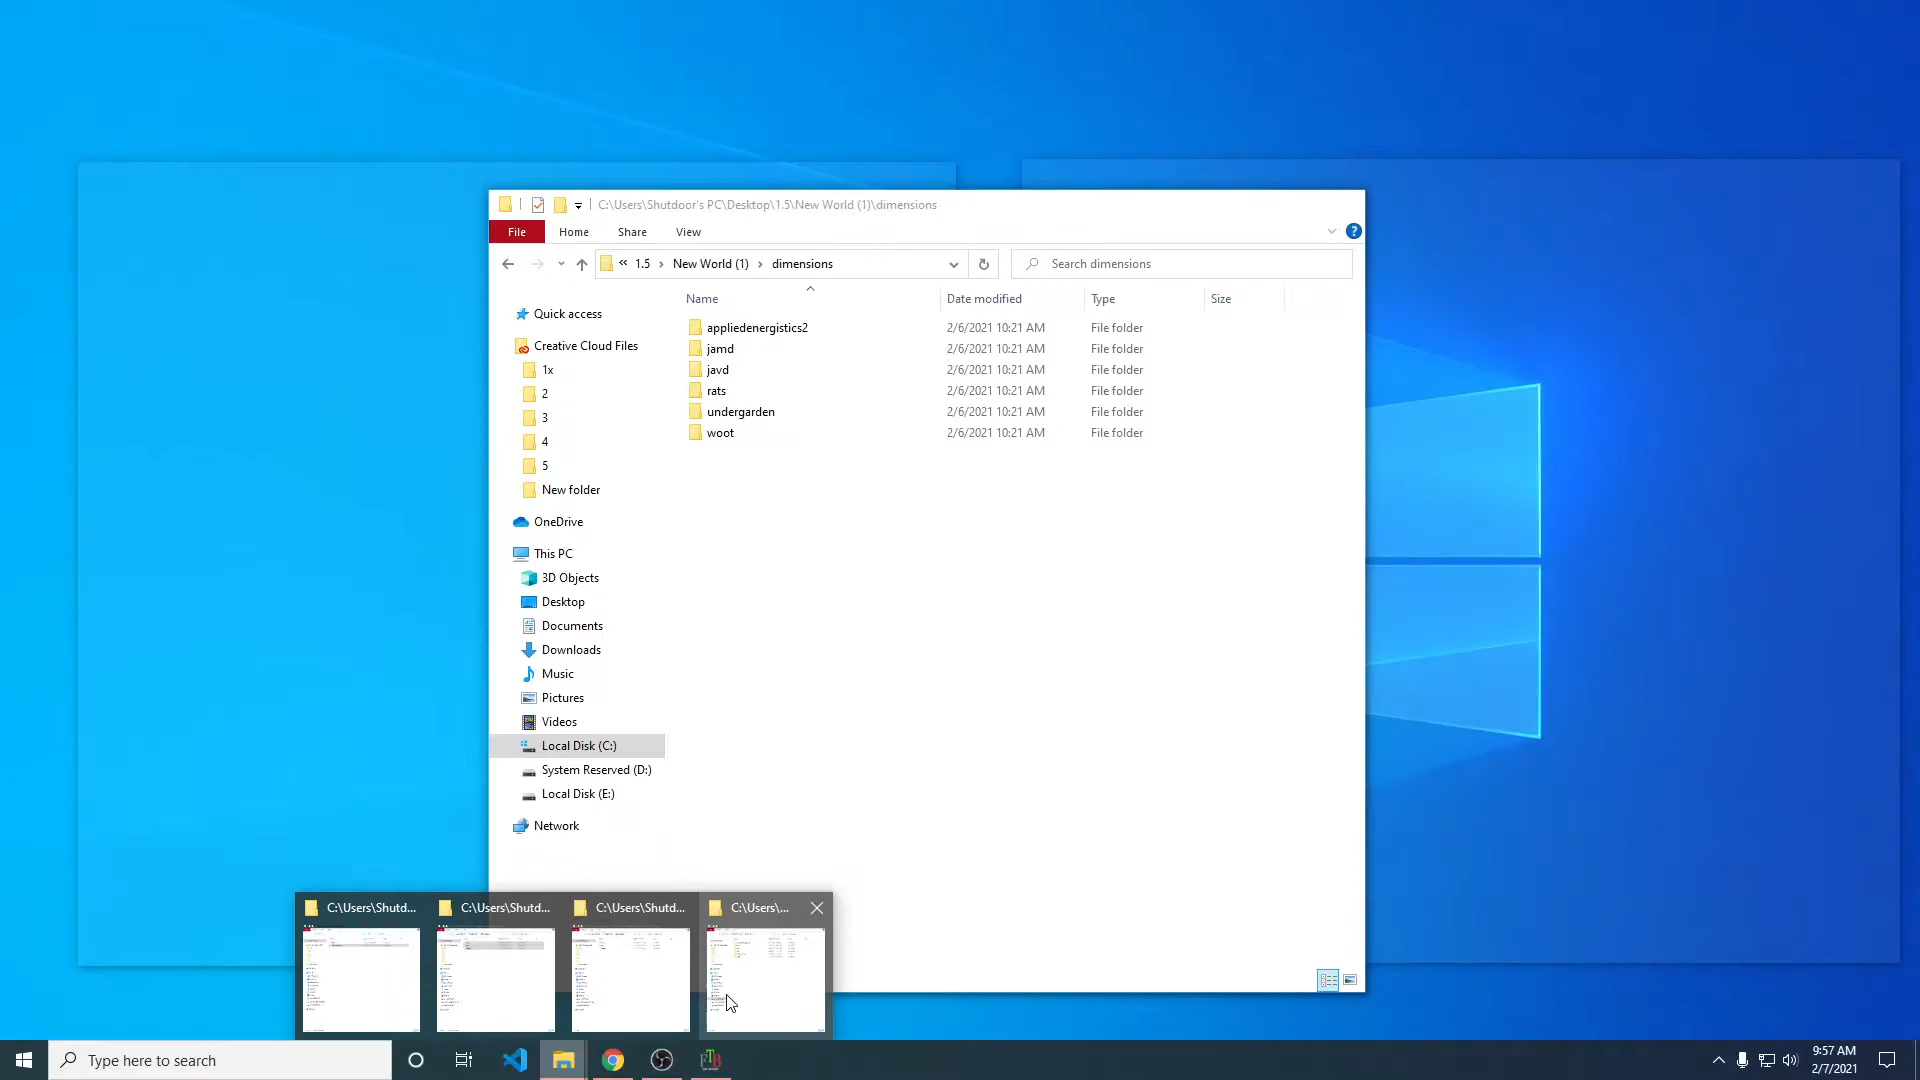 C:\Users\Shutdoor's PC\Desktop\1.5\New World (1)\dimensions
File Home Share View
« 1.5 › New World (1) › dimensions
Search dimensions
Name Date modified Type Size
appliedenergistics2 2/6/2021 10:21 AM File folder
jamd 2/6/2021 10:21 AM File folder
javd 2/6/2021 10:21 AM File folder
rats 2/6/2021 10:21 AM File folder
undergarden 2/6/2021 10:21 AM File folder
woot 2/6/2021 10:21 AM File folder
Quick access
Creative Cloud Files
1x
2
3
4
5
New folder
OneDrive
This PC
3D Objects
Desktop
Documents
Downloads
Music
Pictures
Videos
Local Disk (C:)
System Reserved (D:)
Local Disk (E:)
Network
C:\Users\Shutd... C:\Users\Shutd... C:\Users\Shutd... C:\Users\...
Type here to search
FTB
9:57 AM
2/7/2021